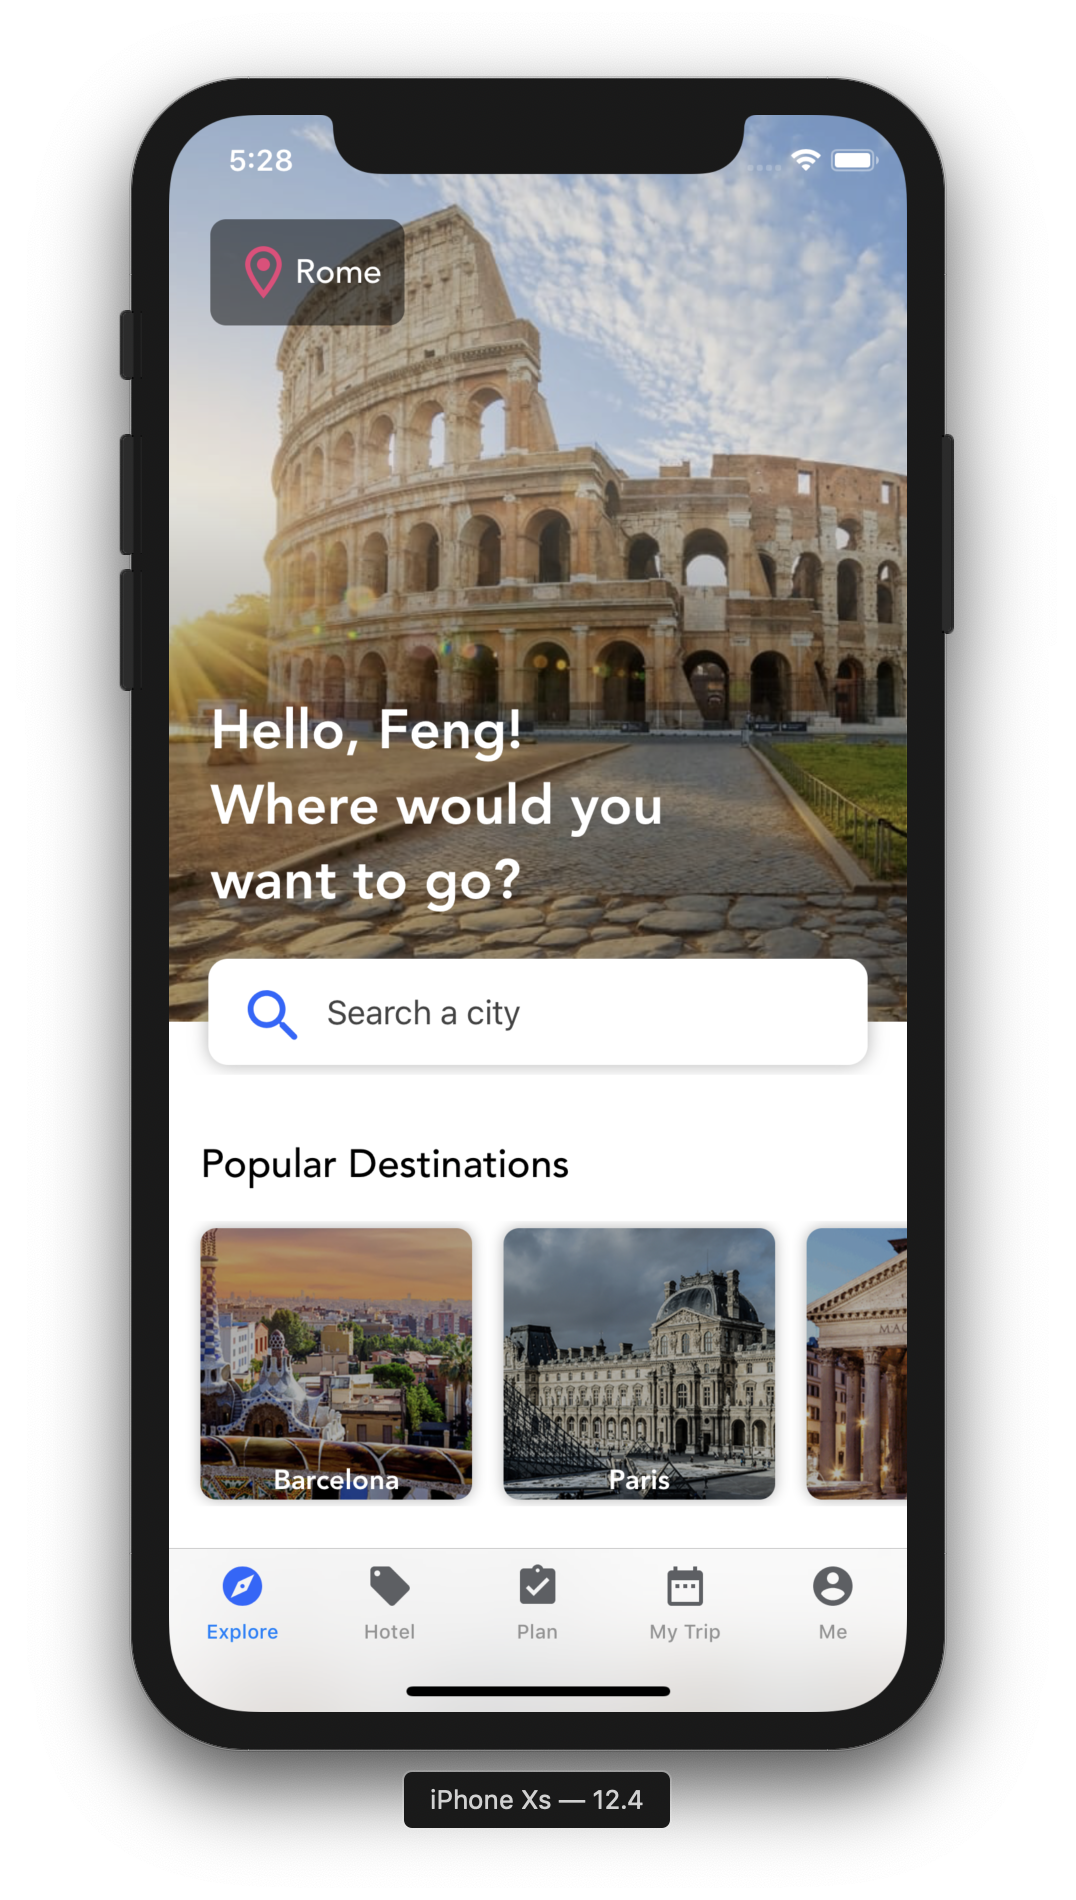 5:28
Rome
Hello, Feng!
Where would you
want to go?
Search a city
Popular Destinations
Barcelona
Paris
MAG
Explore
Hotel
Plan
My Trip
Me
iPhone Xs — 12.4